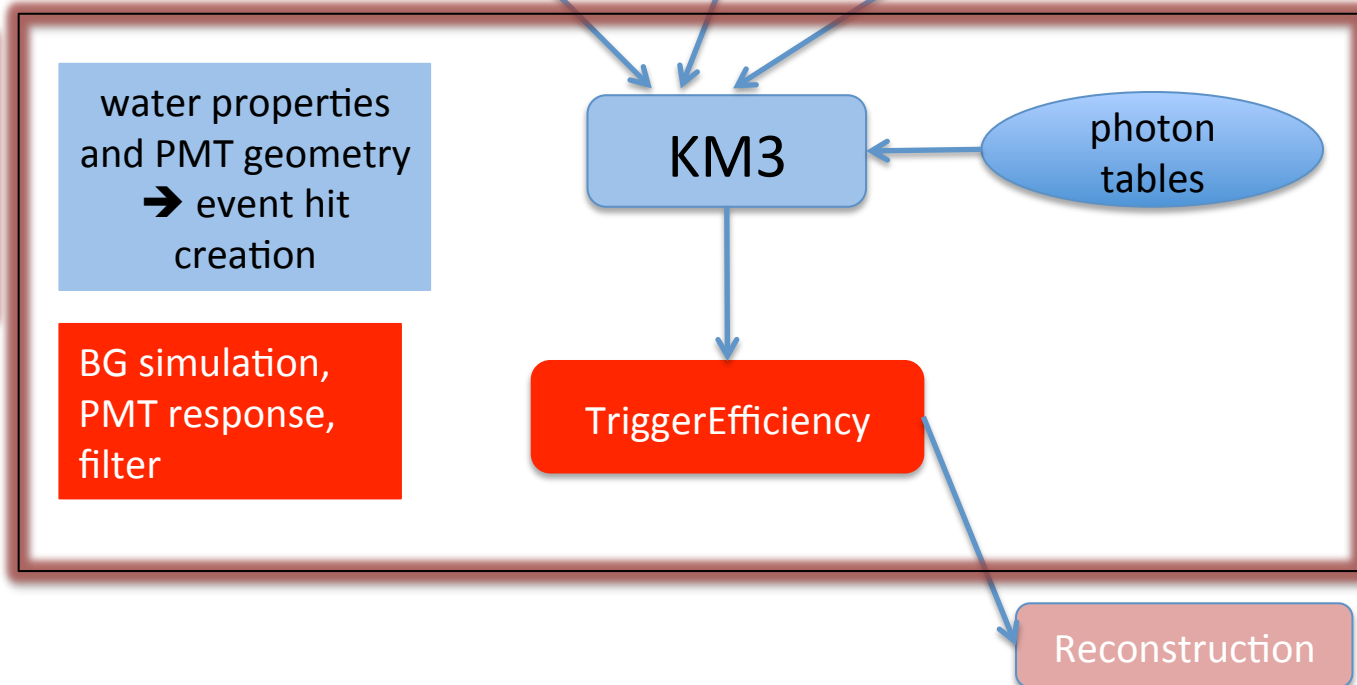 water properties
and PMT geometry
➔ event hit
creation
KM3
photon
tables
BG simulation,
PMT response,
filter
TriggerEfficiency
Reconstruction